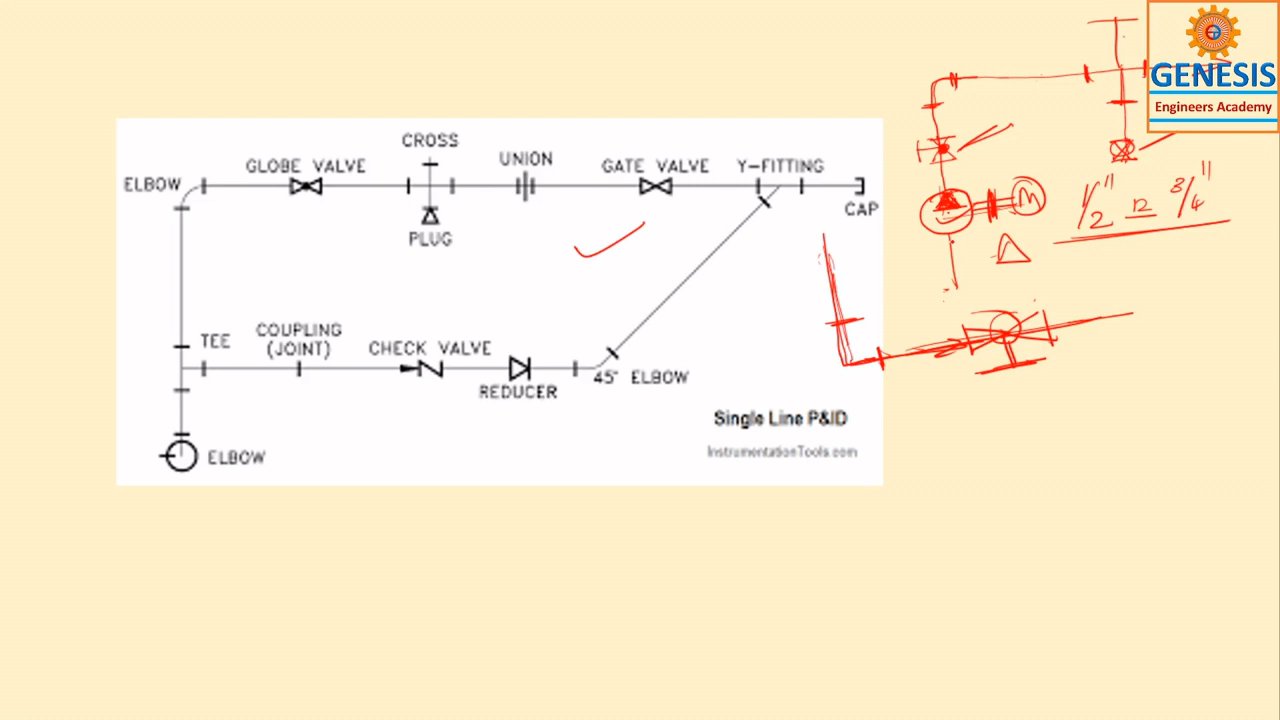 GENESIS
Engineers Academy
CROSS
GLOBE VALVE
UNION
GATE VALVE
Y-FITTING
ELBOW
CAP
PLUG
TEE
COUPLING
(JOINT)
CHECK VALVE
REDUCER
45° ELBOW
Single Line P&ID
InstrumentationTools.com
ELBOW
M
1/2" 3/4"